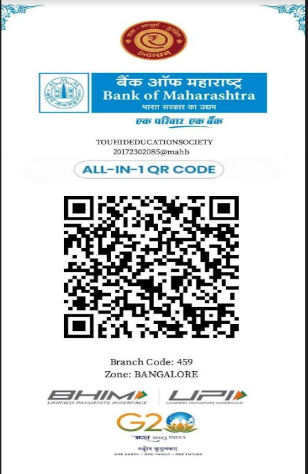 DIGIDHAN
बैंक ऑफ महाराष्ट्र
Bank of Maharashtra
भारत सरकार का उद्यम
एक परिवार एक बैंक
TOUHIDEDUCATIONSOCIETY
20172302085@mahb
ALL-IN-1 QR CODE
Branch Code: 459
Zone: BANGALORE
BHIM UPI
UNIFIED PAYMENTS INTERFACE UNIFIED PAYMENTS INTERFACE
G20
भारत 2023 INDIA
वसुधैव कुटुम्बकम्
ONE EARTH • ONE FAMILY • ONE FUTURE